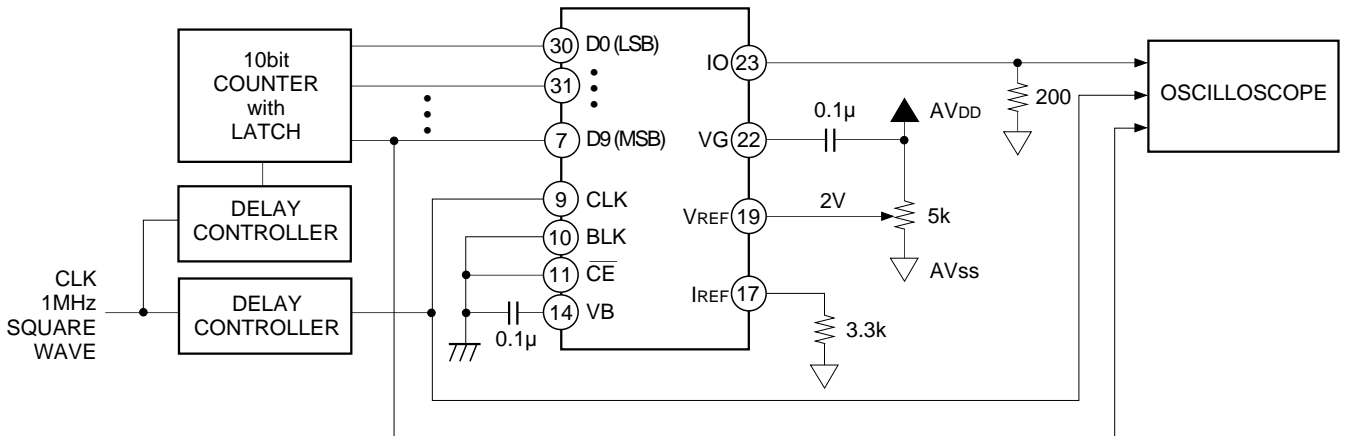 10bit
COUNTER
with
LATCH
DELAY
CONTROLLER
CLK
1MHz
SQUARE
WAVE
DELAY
CONTROLLER
30 D0 (LSB)
31
7 D9 (MSB)
9 CLK
10 BLK
11 CE
14 VB
0.1µ
IO 23
VG 22
VREF 19
IREF 17
0.1µ
AVDD
2V
5k
AVSS
3.3k
200
OSCILLOSCOPE